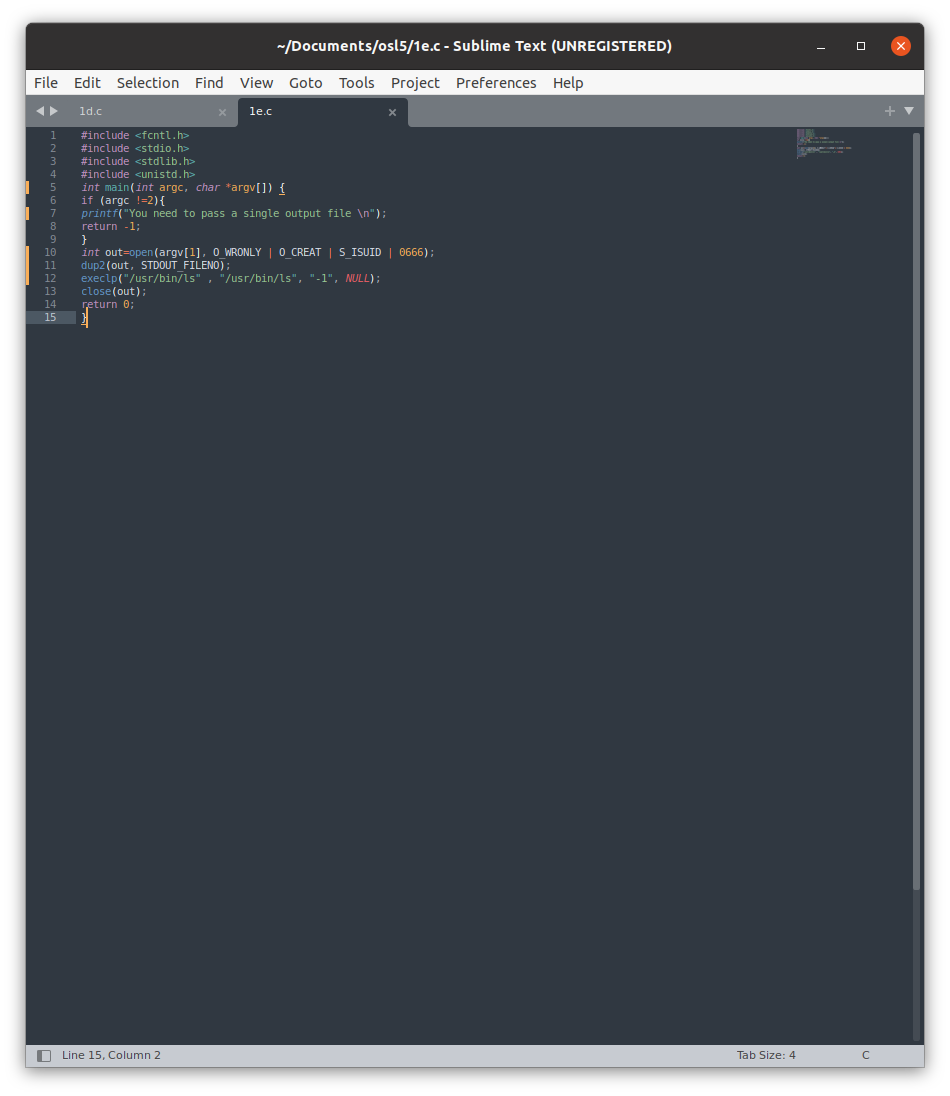 ~/Documents/osl5/1e.c - Sublime Text (UNREGISTERED)
File Edit Selection Find View Goto Tools Project Preferences Help
1d.c 1e.c
1 #include <fcntl.h>
2 #include <stdio.h>
3 #include <stdlib.h>
4 #include <unistd.h>
5 int main(int argc, char *argv[]) {
6 if (argc !=2){
7 printf("You need to pass a single output file \n");
8 return -1;
9 }
10 int out=open(argv[1], O_WRONLY | O_CREAT | S_ISUID | 0666);
11 dup2(out, STDOUT_FILENO);
12 execlp("/usr/bin/ls" , "/usr/bin/ls", "-1", NULL);
13 close(out);
14 return 0;
15 }
Line 15, Column 2 Tab Size: 4 C